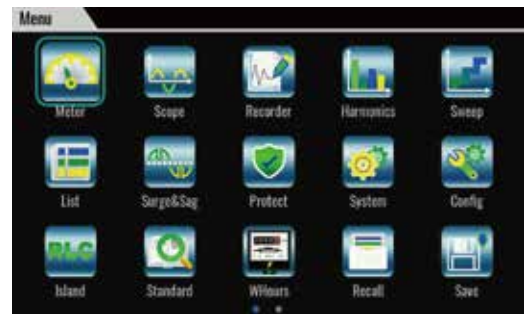 Menu
Meter Scope Recorder Harmonics Sweep
List Surge&Sag Protect System Config
RLC
Island Standard WHours Recall Save